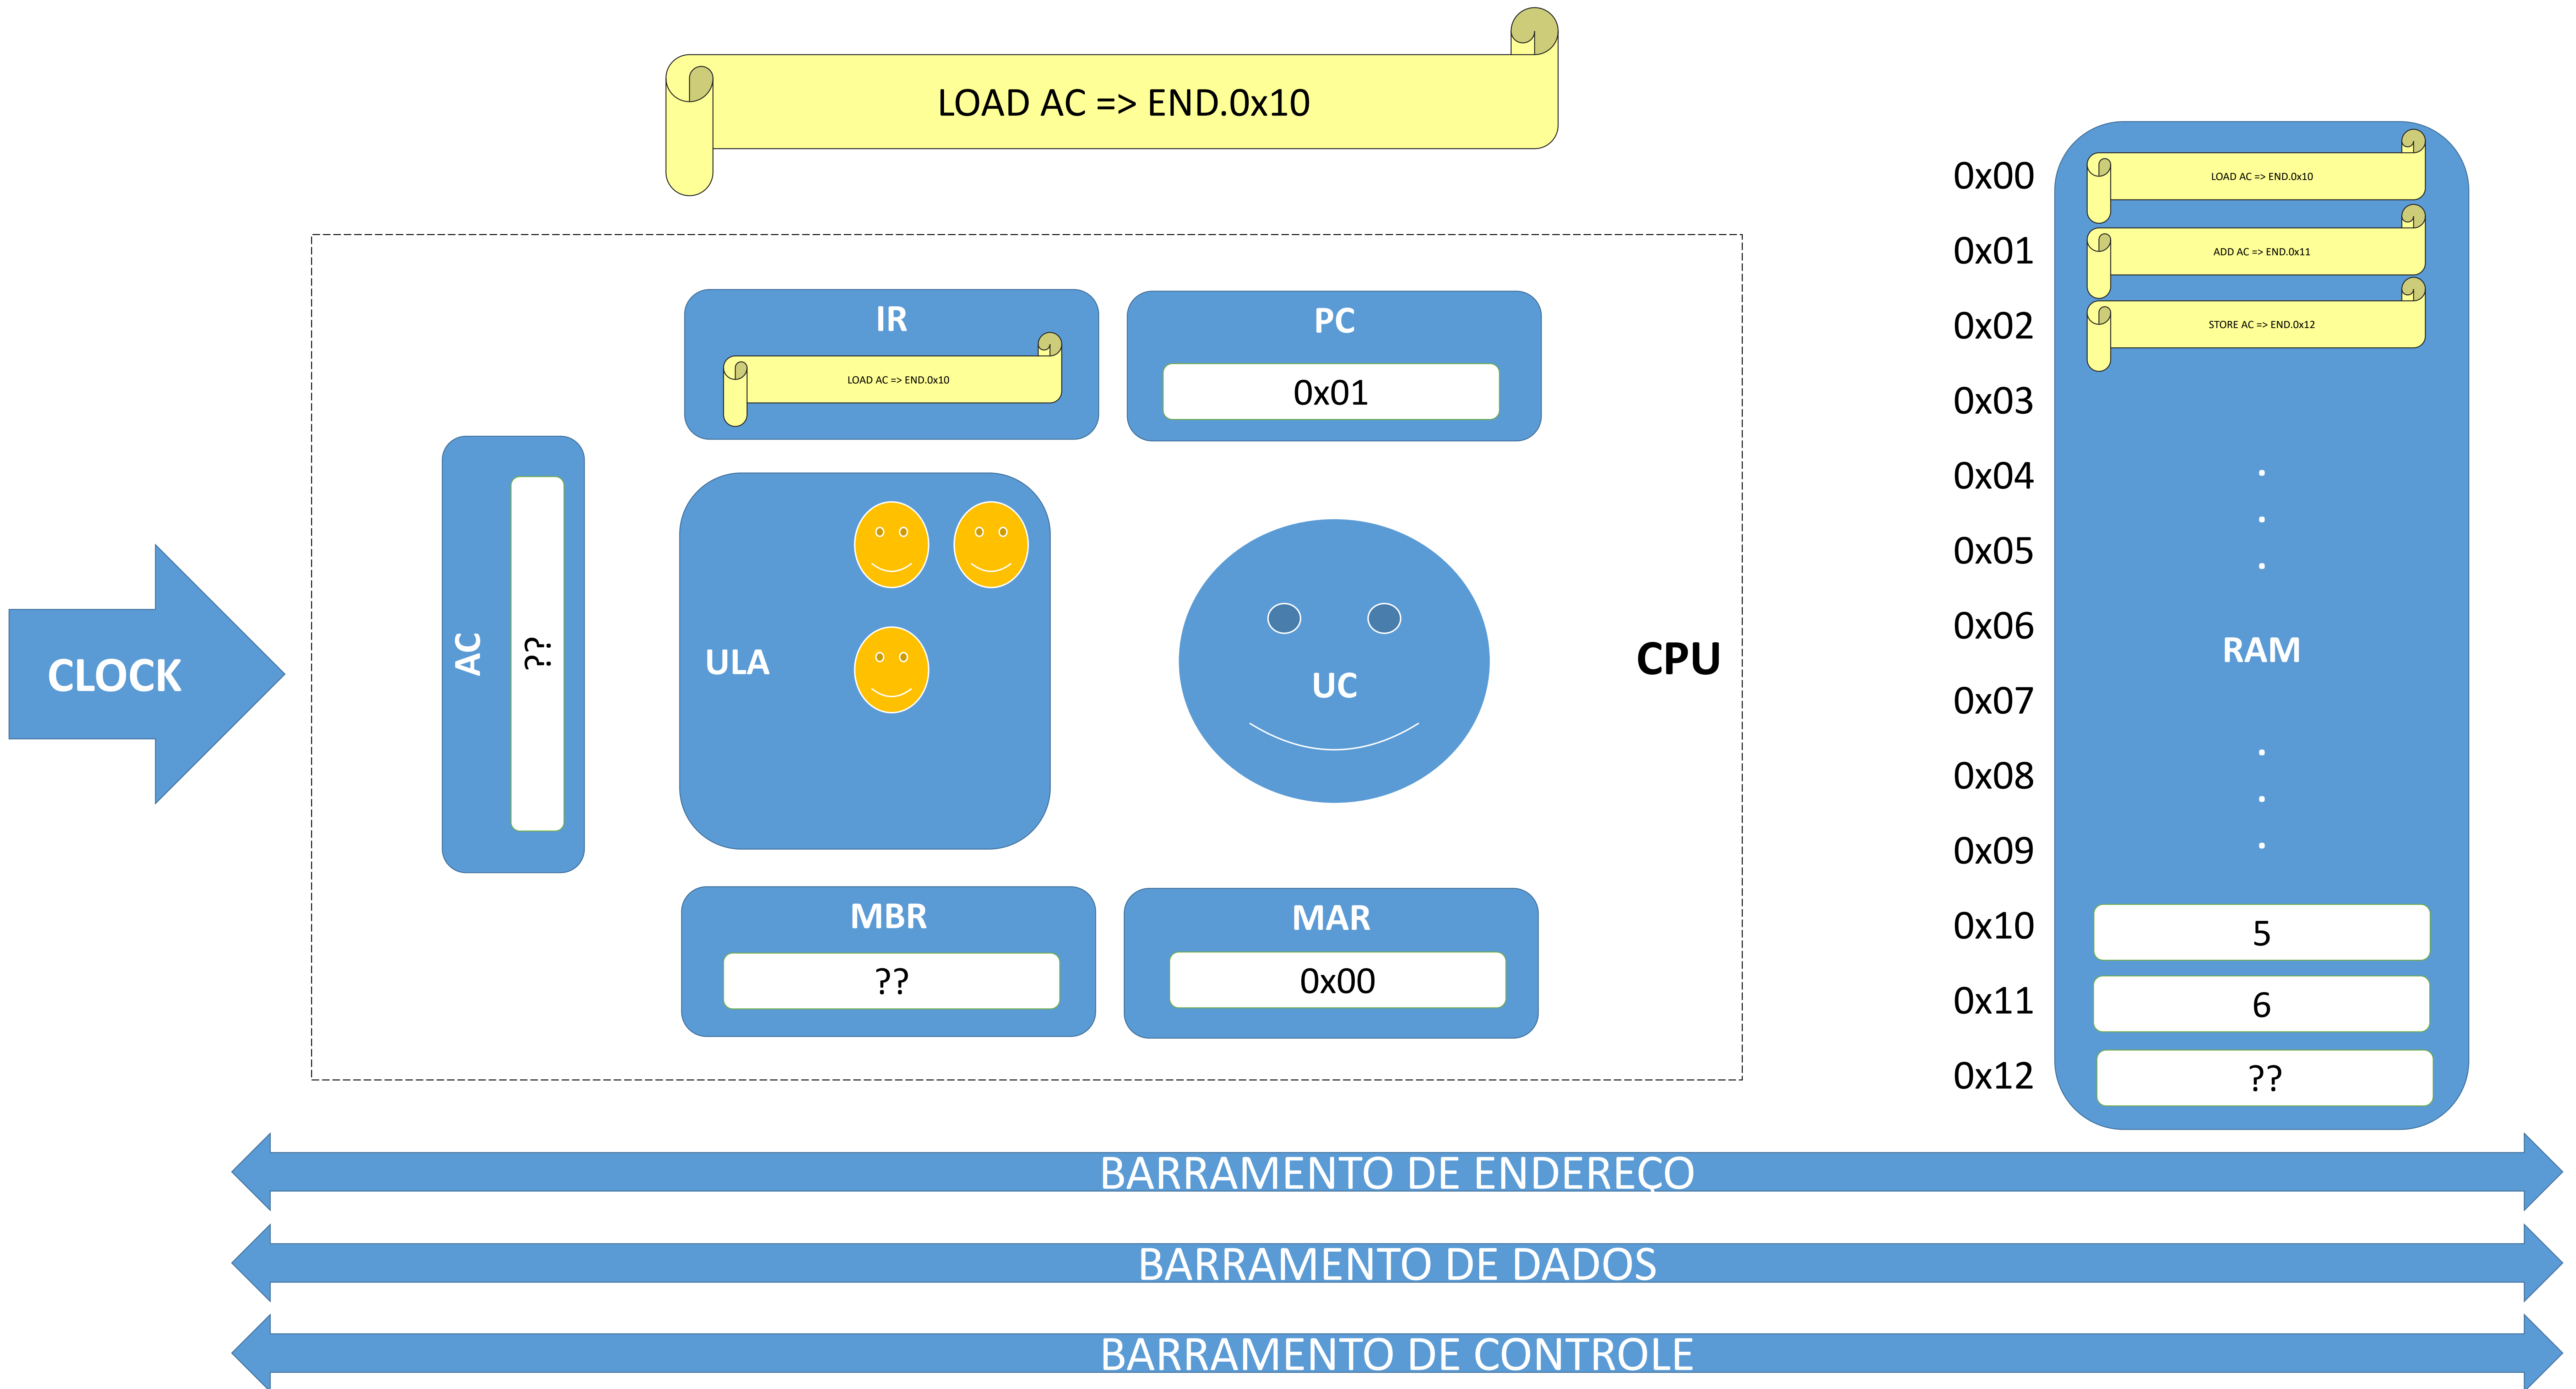 LOAD AC => END.0x10
IR
LOAD AC => END.0x10
PC
0x01
AC
??
ULA
UC
CPU
CLOCK
MBR
??
MAR
0x00
0x00
LOAD AC => END.0x10
0x01
ADD AC => END.0x11
0x02
STORE AC => END.0x12
0x03
0x04
0x05
0x06
RAM
0x07
0x08
0x09
0x10
5
0x11
6
0x12
??
BARRAMENTO DE ENDEREÇO
BARRAMENTO DE DADOS
BARRAMENTO DE CONTROLE